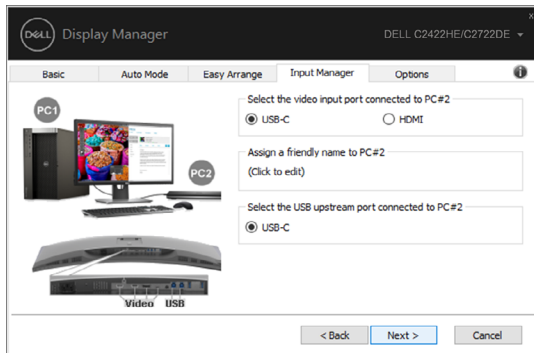 DELL Display Manager
DELL C2422HE/C2722DE
x
Basic
Auto Mode
Easy Arrange
Input Manager
Options
PC1
PC2
Video USB
Select the video input port connected to PC#2
USB-C
HDMI
Assign a friendly name to PC#2
(Click to edit)
Select the USB upstream port connected to PC#2
USB-C
< Back
Next >
Cancel